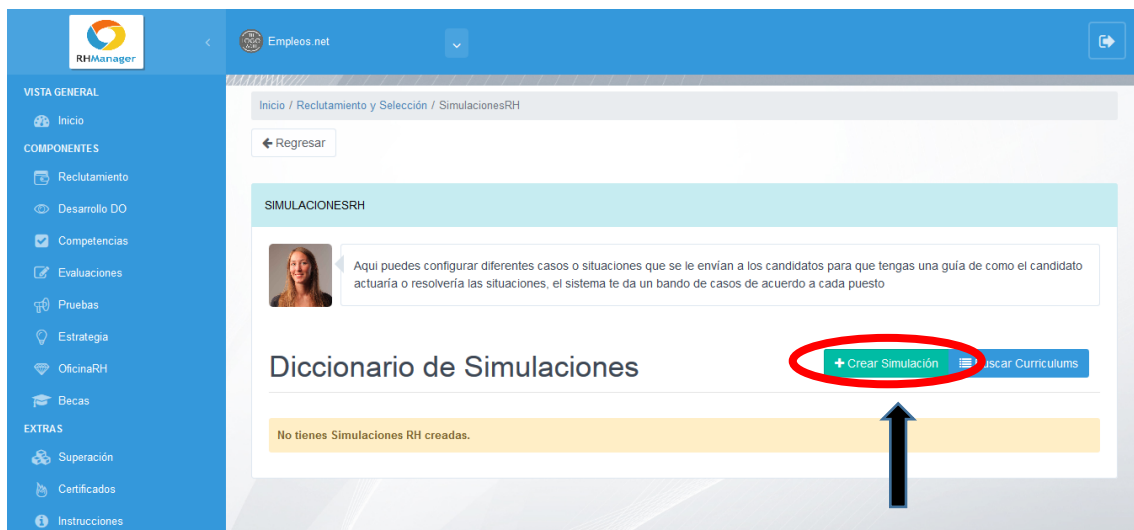 RHManager
Empleos.net
VISTA GENERAL
Inicio
COMPONENTES
Reclutamiento
Desarrollo DO
Competencias
Evaluaciones
Pruebas
Estrategia
OficinaRH
Becas
EXTRAS
Superación
Certificados
Instrucciones
Inicio / Reclutamiento y Selección / SimulacionesRH
Regresar
SIMULACIONESRH
Aqui puedes configurar diferentes casos o situaciones que se le envían a los candidatos para que tengas una guía de como el candidato
actuaría o resolvería las situaciones, el sistema te da un bando de casos de acuerdo a cada puesto
Diccionario de Simulaciones
+ Crear Simulación
Buscar Curriculums
No tienes Simulaciones RH creadas.